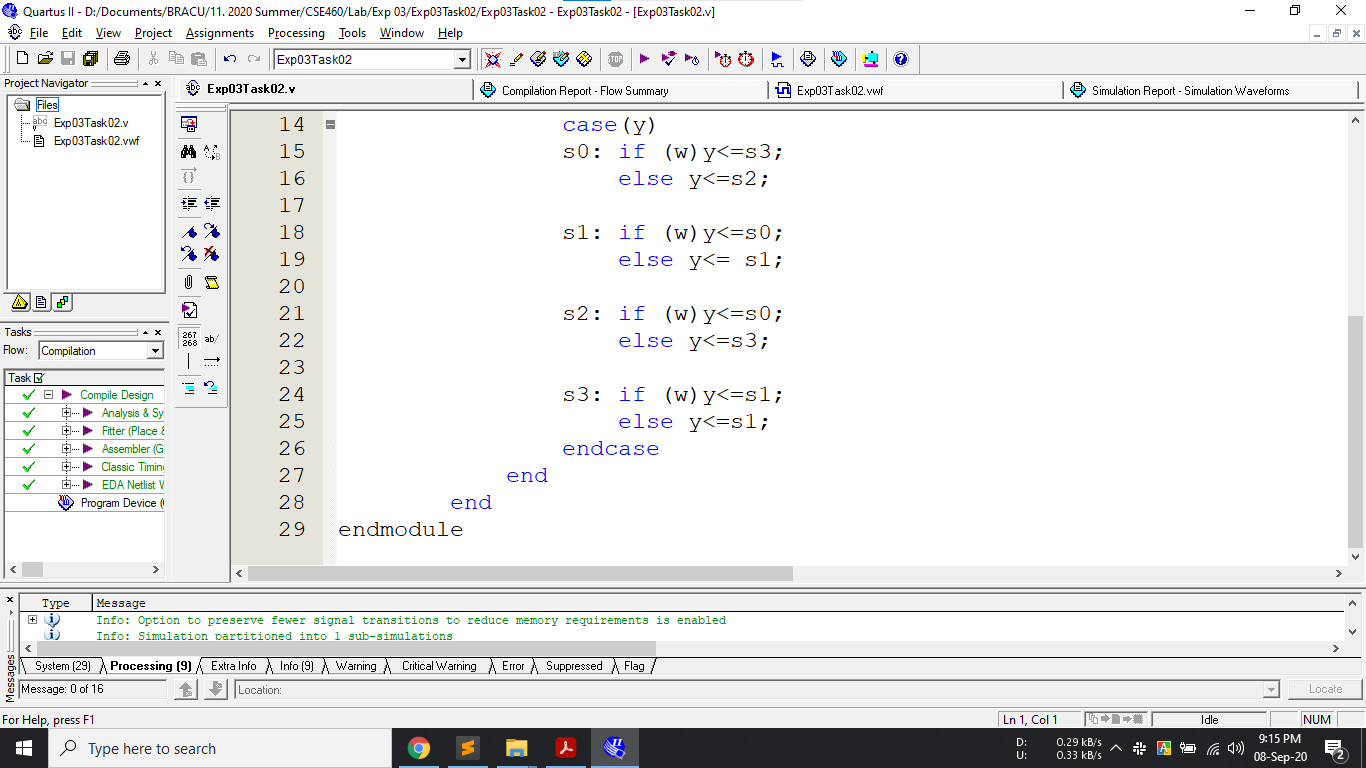 Quartus II - D:/Documents/BRACU/11. 2020 Summer/CSE460/Lab/Exp 03/Exp03Task02/Exp03Task02 - Exp03Task02 - [Exp03Task02.v]
File Edit View Project Assignments Processing Tools Window Help
Exp03Task02
STOP
Project Navigator
Files
abc Exp03Task02.v
Exp03Task02.vwf
abc Exp03Task02.v
Compilation Report - Flow Summary
Exp03Task02.vwf
Simulation Report - Simulation Waveforms
267
268
ab/
14 case(y)
15 s0: if (w)y<=s3;
16 else y<=s2;
17
18 s1: if (w)y<=s0;
19 else y<= s1;
20
21 s2: if (w)y<=s0;
22 else y<=s3;
23
24 s3: if (w)y<=s1;
25 else y<=s1;
26 endcase
27 end
28 end
29 endmodule
Tasks
Flow: Compilation
Task
Compile Design
Analysis & Sy
Fitter (Place &
Assembler (G
Classic Timing
EDA Netlist W
Program Device (
Type Message
Info: Option to preserve fewer signal transitions to reduce memory requirements is enabled
Info: Simulation partitioned into 1 sub-simulations
System (29) Processing (9) Extra Info Info (9) Warning Critical Warning Error Suppressed Flag
Messages
Message: 0 of 16
Location:
Locate
For Help, press F1
Ln 1, Col 1
Idle
NUM
Type here to search
D: 0.29 kB/s
U: 0.33 kB/s
9:15 PM
08-Sep-20
2